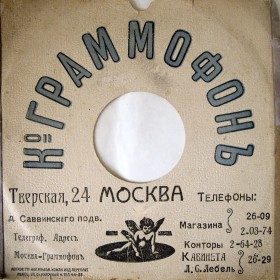 К⁰ ГРАММОФОНЪ
Тверская, 24 МОСКВА
д. Саввинского подв.
Телеграф. Адресъ
Москва-Граммофонъ
Телефоны:
Магазина 26-09
2-03-74
Конторы 2-64-28
Кабинета 26-29
Л. С. Лебель